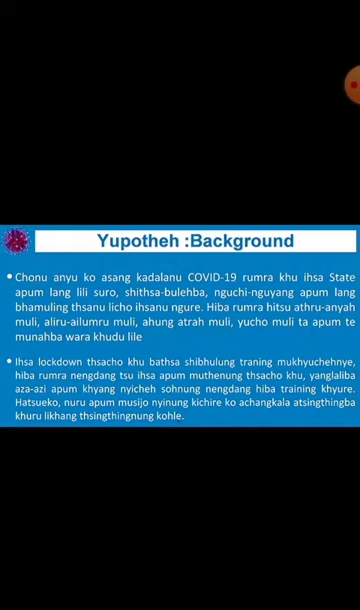 Yupotheh :Background
Chonu anyu ko asang kadalanu COVID-19 rumra khu ihsa State
apum lang lili suro, shithsa-bulehba, nguchi-nguyang apum lang
bhamuling thsanu licho ihsanu ngure. Hiba rumra hitsu athru-anyah
muli, aliru-ailumru muli, ahung atrah muli, yucho muli ta apum te
munahba wara khudu lile
Ihsa lockdown thsacho khu bathsa shibhulung traning mukhyuchehnye,
hiba rumra nengdang tsu ihsa apum muthenung thsacho khu, yanglaliba
aza-azi apum khyang nyicheh sohnung nengdang hiba training khyure.
Hatsueko, nuru apum musijo nyinung kichire ko achangkala atsingthingba
khuru likhang thsingthingnung kohle.